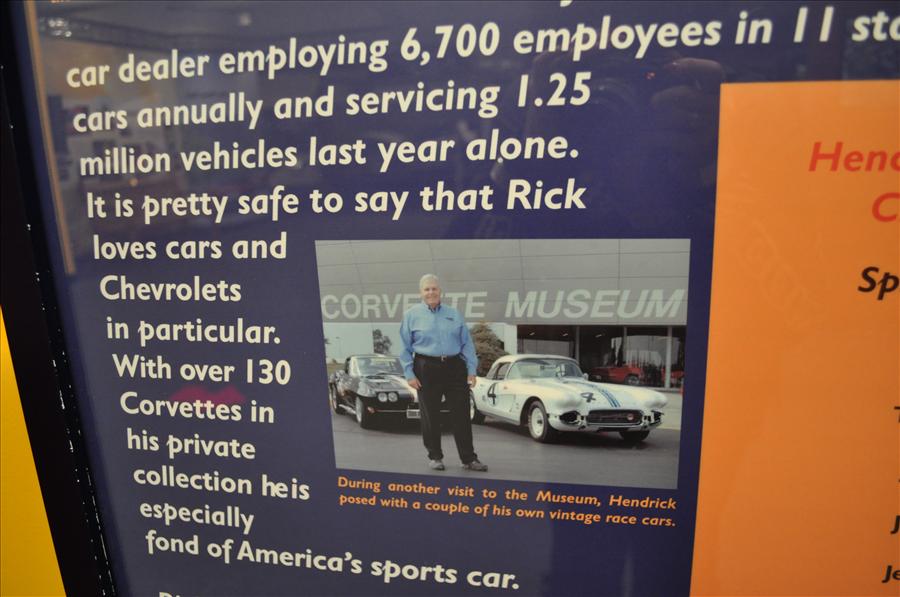 car dealer employing 6,700 employees in 11
cars annually and servicing 1.25
million vehicles last year alone.
It is pretty safe to say that Rick
loves cars and
Chevrolets
in particular.
With over 130
Corvettes in
his private
collection he is
especially
fond of America's sports car.
CORVETTE MUSEUM
4
4
During another visit to the Museum, Hendrick
posed with a couple of his own vintage race cars.